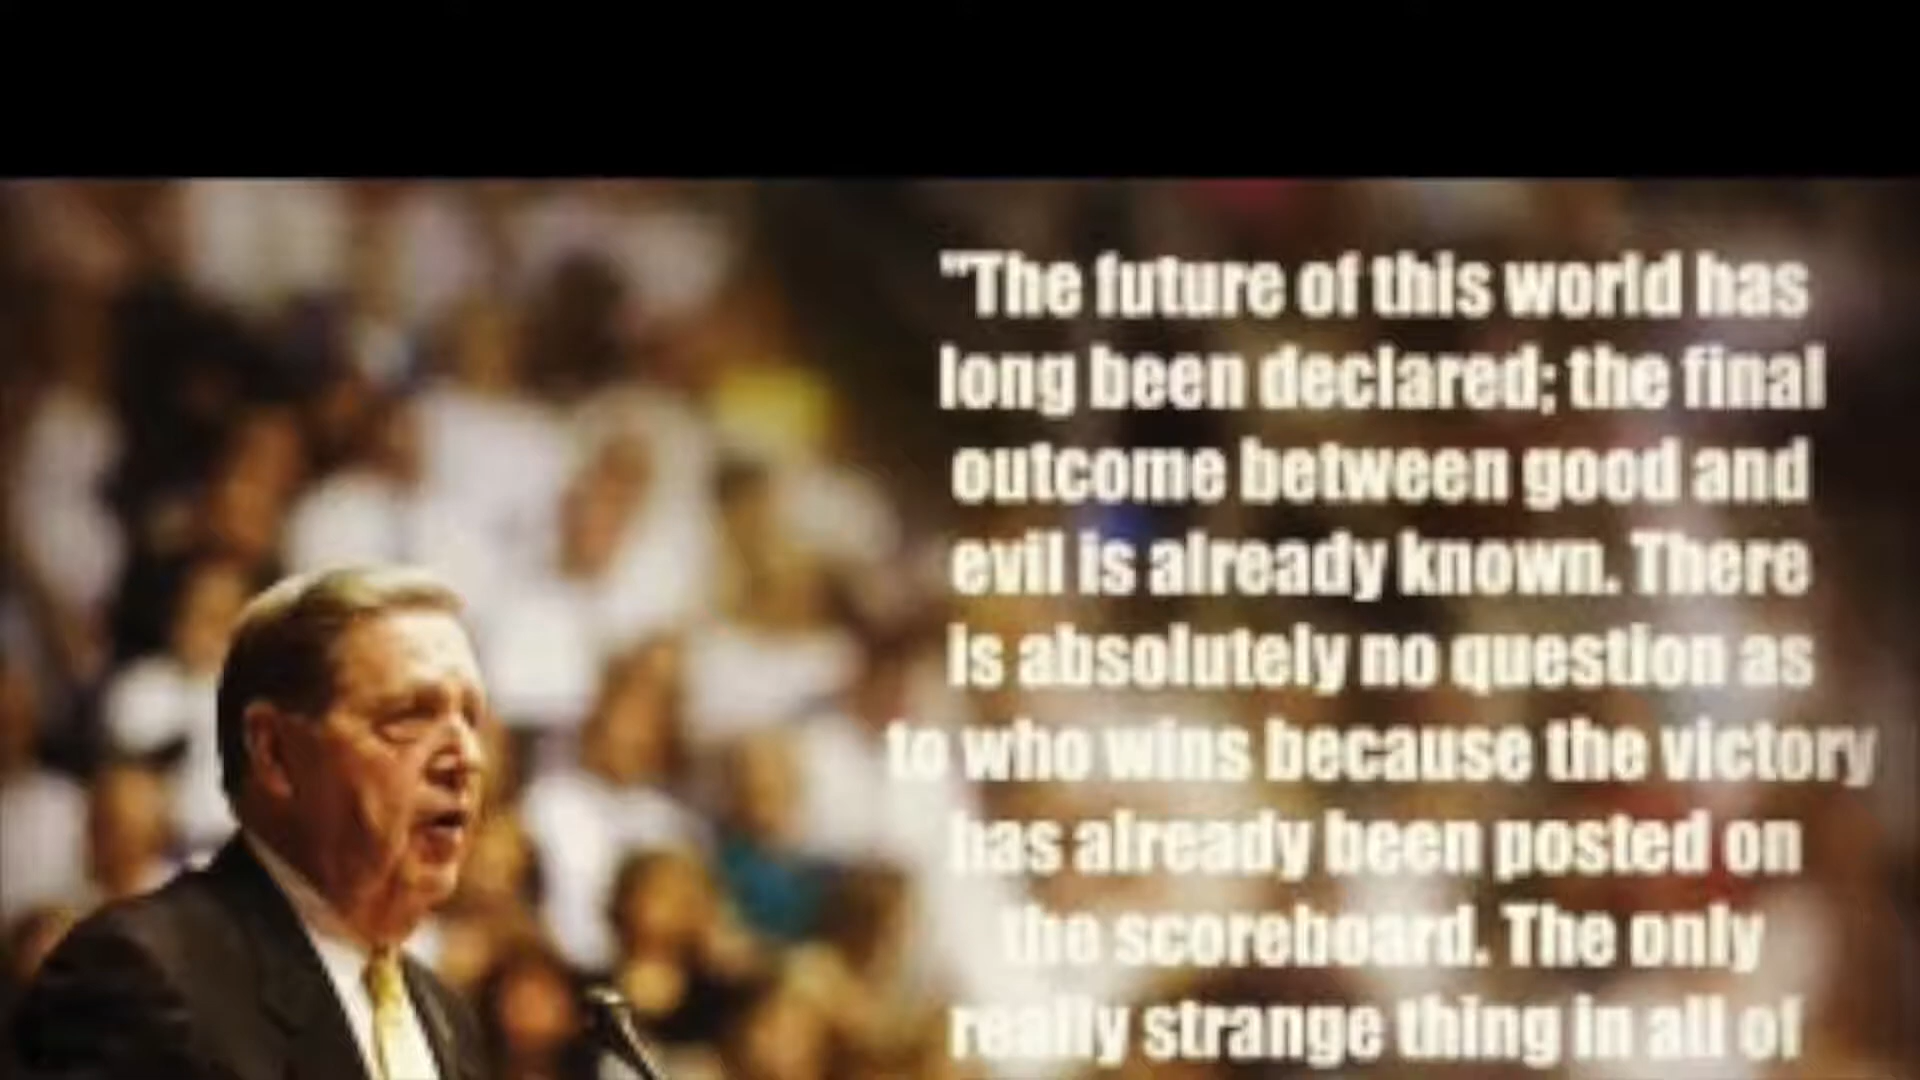 "The future of this world has
long been declared; the final
outcome between good and
evil is already known. There
is absolutely no question as
to who wins because the victory
has already been posted on
the scoreboard. The only
really strange thing in all of